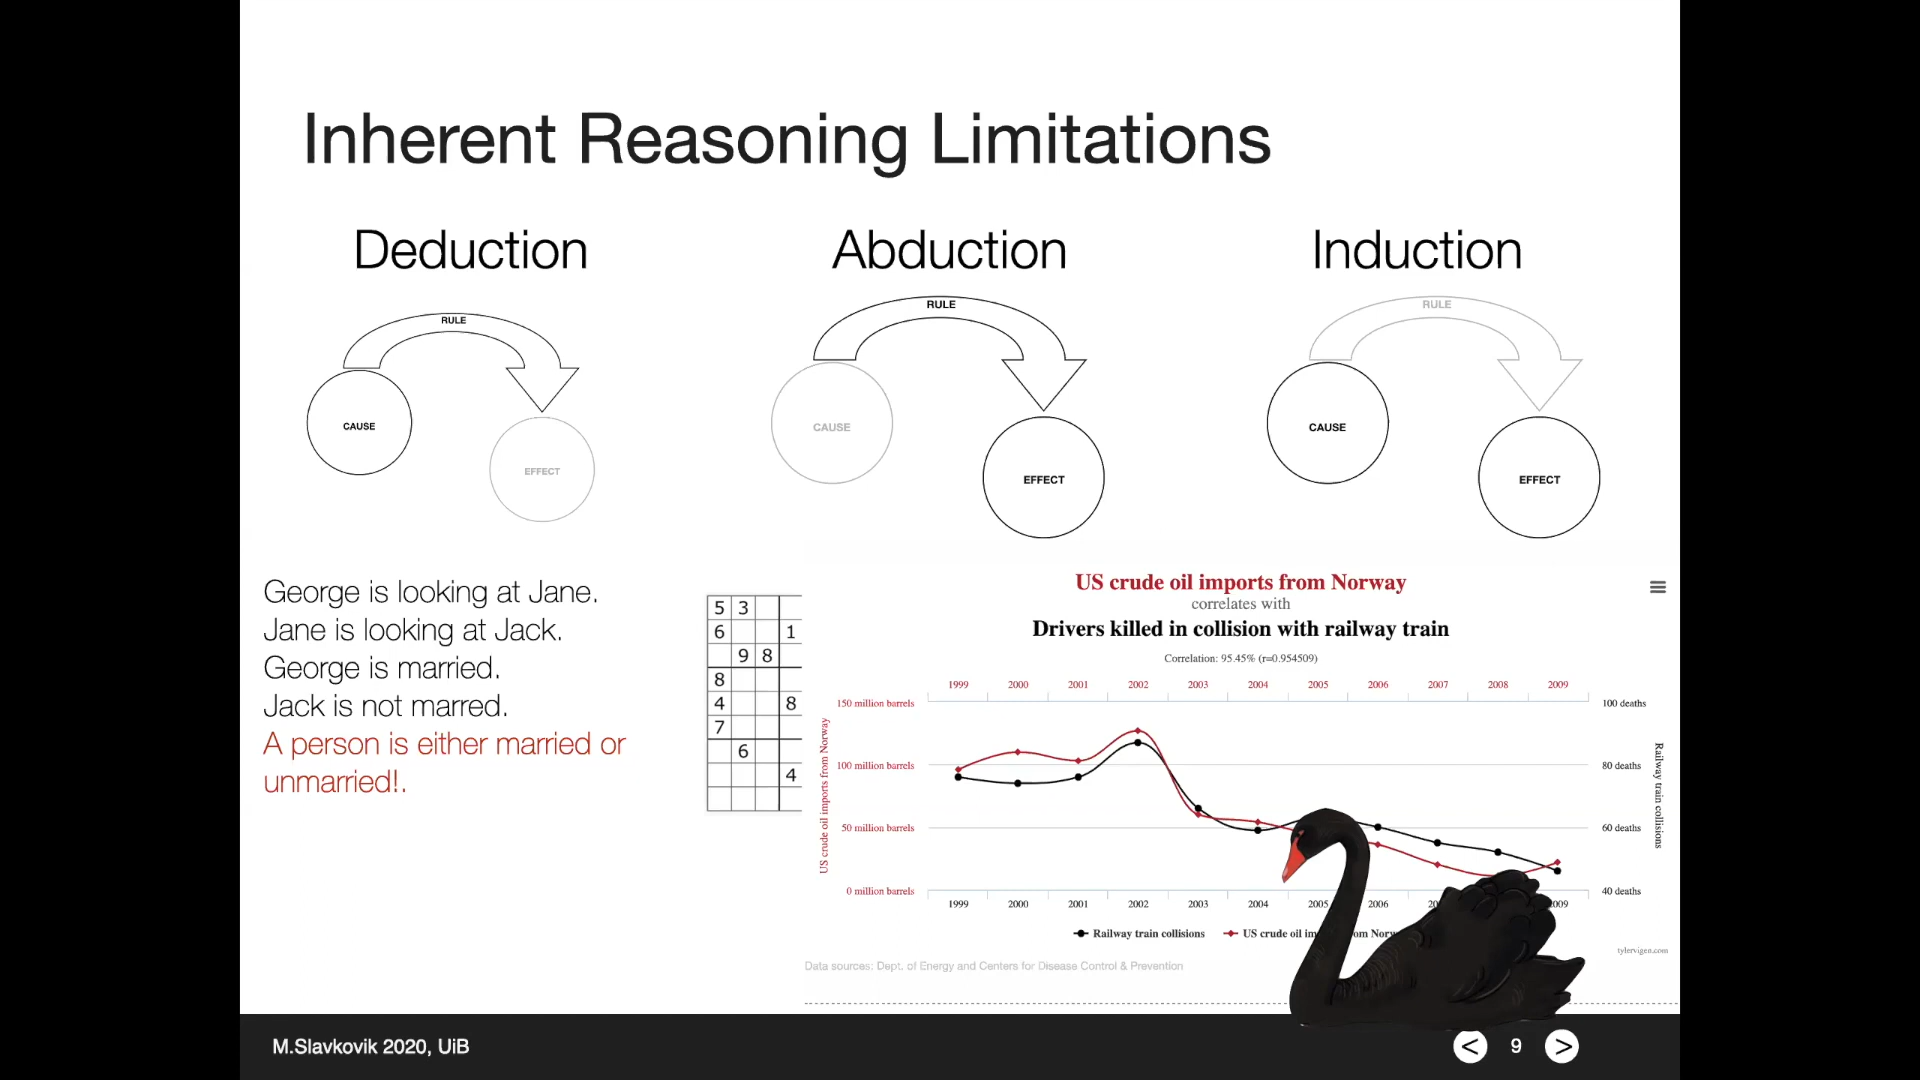 Inherent Reasoning Limitations
Deduction
Abduction
Induction
RULE
CAUSE
EFFECT
RULE
CAUSE
EFFECT
RULE
CAUSE
EFFECT
George is looking at Jane.
Jane is looking at Jack.
George is married.
Jack is not marred.
A person is either married or
unmarried!.
5 3
6 1
9 8
8
4 8
7
6
4
US crude oil imports from Norway
correlates with
Drivers killed in collision with railway train
Correlation: 95.45% (r=0.954509)
1999 2000 2001 2002 2003 2004 2005 2006 2007 2008 2009
150 million barrels
100 million barrels
50 million barrels
0 million barrels
US crude oil imports from Norway
100 deaths
80 deaths
60 deaths
40 deaths
Railway train collisions
1999 2000 2001 2002 2003 2004 2005 2006
Railway train collisions
US crude oil
tylervigen.com
Data sources: Dept. of Energy and Centers for Disease Control & Prevention
M.Slavkovik 2020, UiB
< 9 >